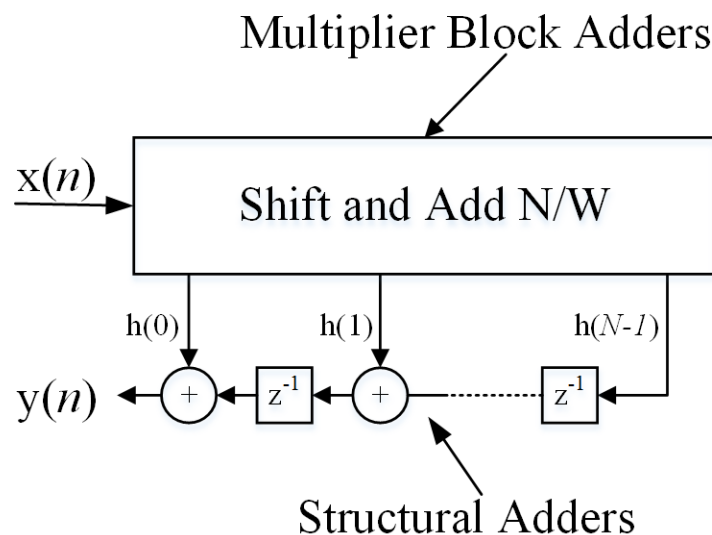 Multiplier Block Adders
x(n)
Shift and Add N/W
h(0)
h(1)
h(N-1)
y(n)
+
z⁻¹
+
z⁻¹
Structural Adders